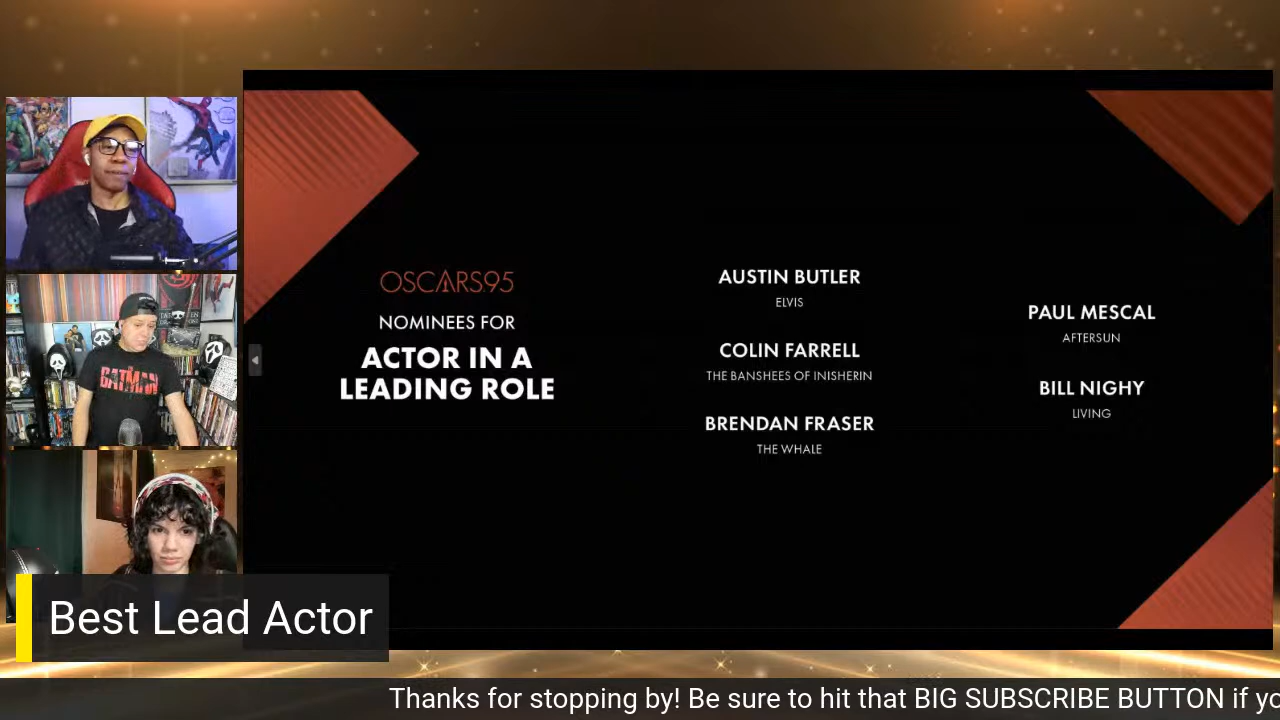 OSCARS95
NOMINEES FOR
ACTOR IN A
LEADING ROLE
AUSTIN BUTLER
ELVIS
COLIN FARRELL
THE BANSHEES OF INISHERIN
BRENDAN FRASER
THE WHALE
PAUL MESCAL
AFTERSUN
BILL NIGHY
LIVING
BATMAN
Best Lead Actor
Thanks for stopping by! Be sure to hit that BIG SUBSCRIBE BUTTON if yo